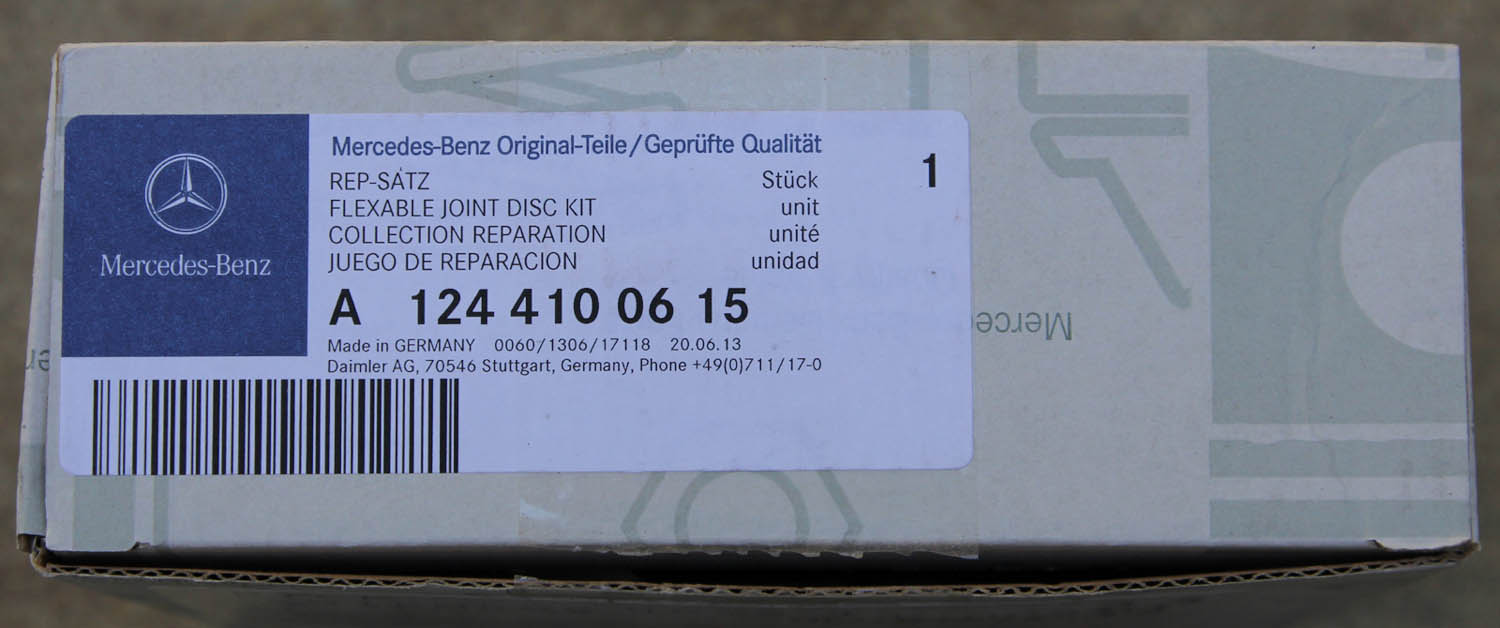 Mercedes-Benz
Mercedes-Benz Original-Teile/Geprüfte Qualität
REP-SATZ Stück 1
FLEXABLE JOINT DISC KIT unit
COLLECTION REPARATION unité
JUEGO DE REPARACION unidad
A 124 410 06 15
Made in GERMANY 0060/1306/17118 20.06.13
Daimler AG, 70546 Stuttgart, Germany, Phone +49(0)711/17-0
Merce